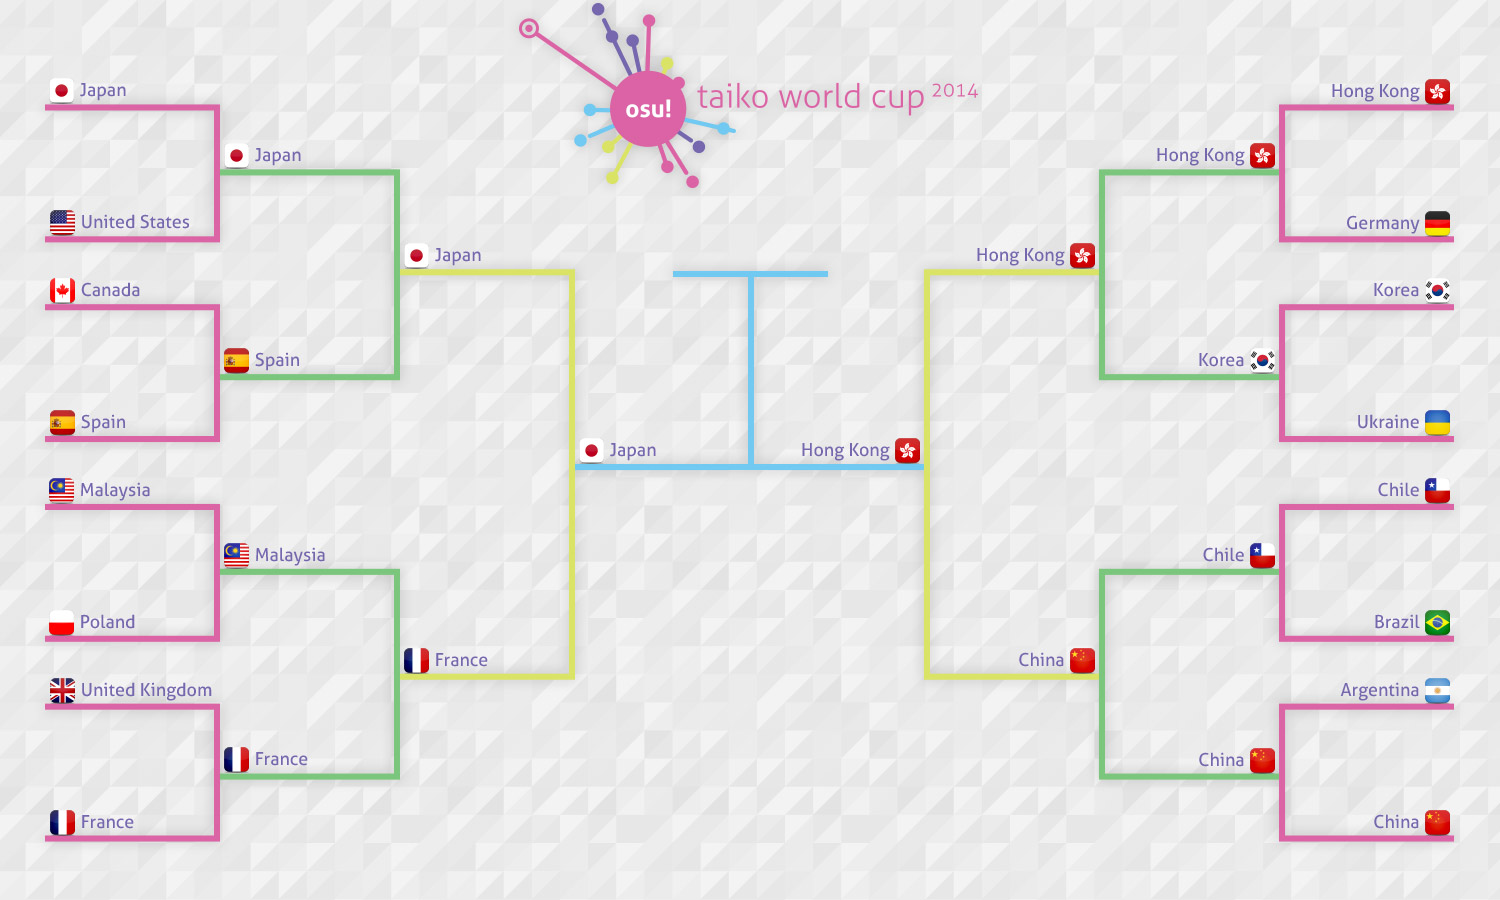 osu! taiko world cup 2014
Japan
United States
Canada
Spain
Malaysia
Poland
United Kingdom
France
Japan
Spain
Malaysia
France
Japan
France
Japan
Hong Kong
Hong Kong
China
Hong Kong
Korea
Chile
China
Hong Kong
Germany
Korea
Ukraine
Chile
Brazil
Argentina
China